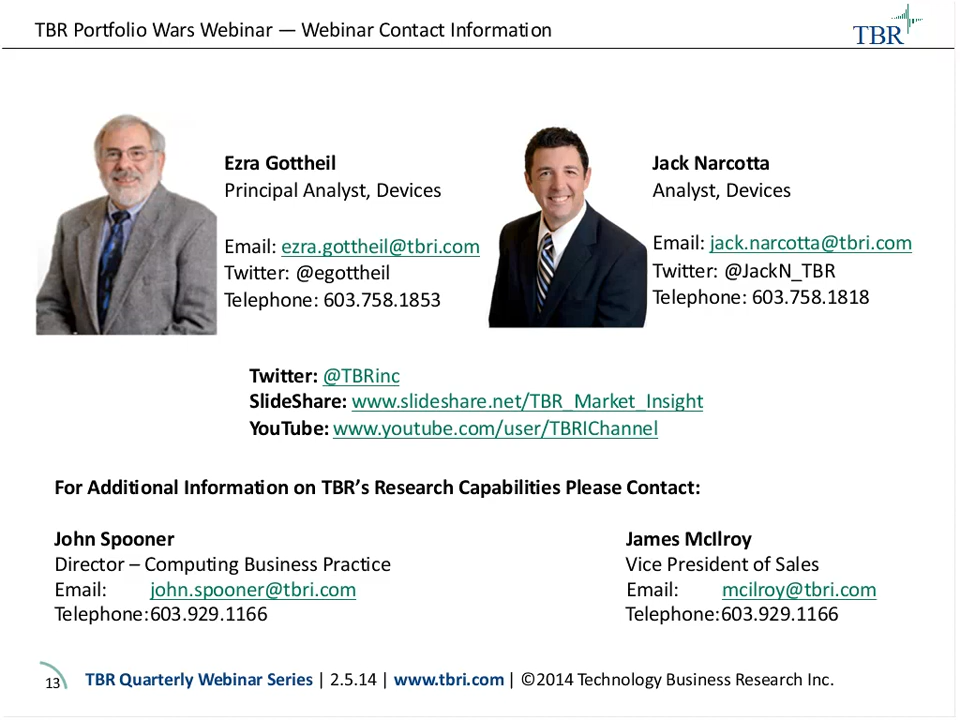 TBR Portfolio Wars Webinar — Webinar Contact Information
TBR
Ezra Gottheil
Principal Analyst, Devices
Email: ezra.gottheil@tbri.com
Twitter: @egottheil
Telephone: 603.758.1853
Jack Narcotta
Analyst, Devices
Email: jack.narcotta@tbri.com
Twitter: @JackN_TBR
Telephone: 603.758.1818
Twitter: @TBRinc
SlideShare: www.slideshare.net/TBR_Market_Insight
YouTube: www.youtube.com/user/TBRIChannel
For Additional Information on TBR’s Research Capabilities Please Contact:
John Spooner
Director – Computing Business Practice
Email: john.spooner@tbri.com
Telephone:603.929.1166
James McIlroy
Vice President of Sales
Email: mcilroy@tbri.com
Telephone:603.929.1166
13 TBR Quarterly Webinar Series | 2.5.14 | www.tbri.com | ©2014 Technology Business Research Inc.